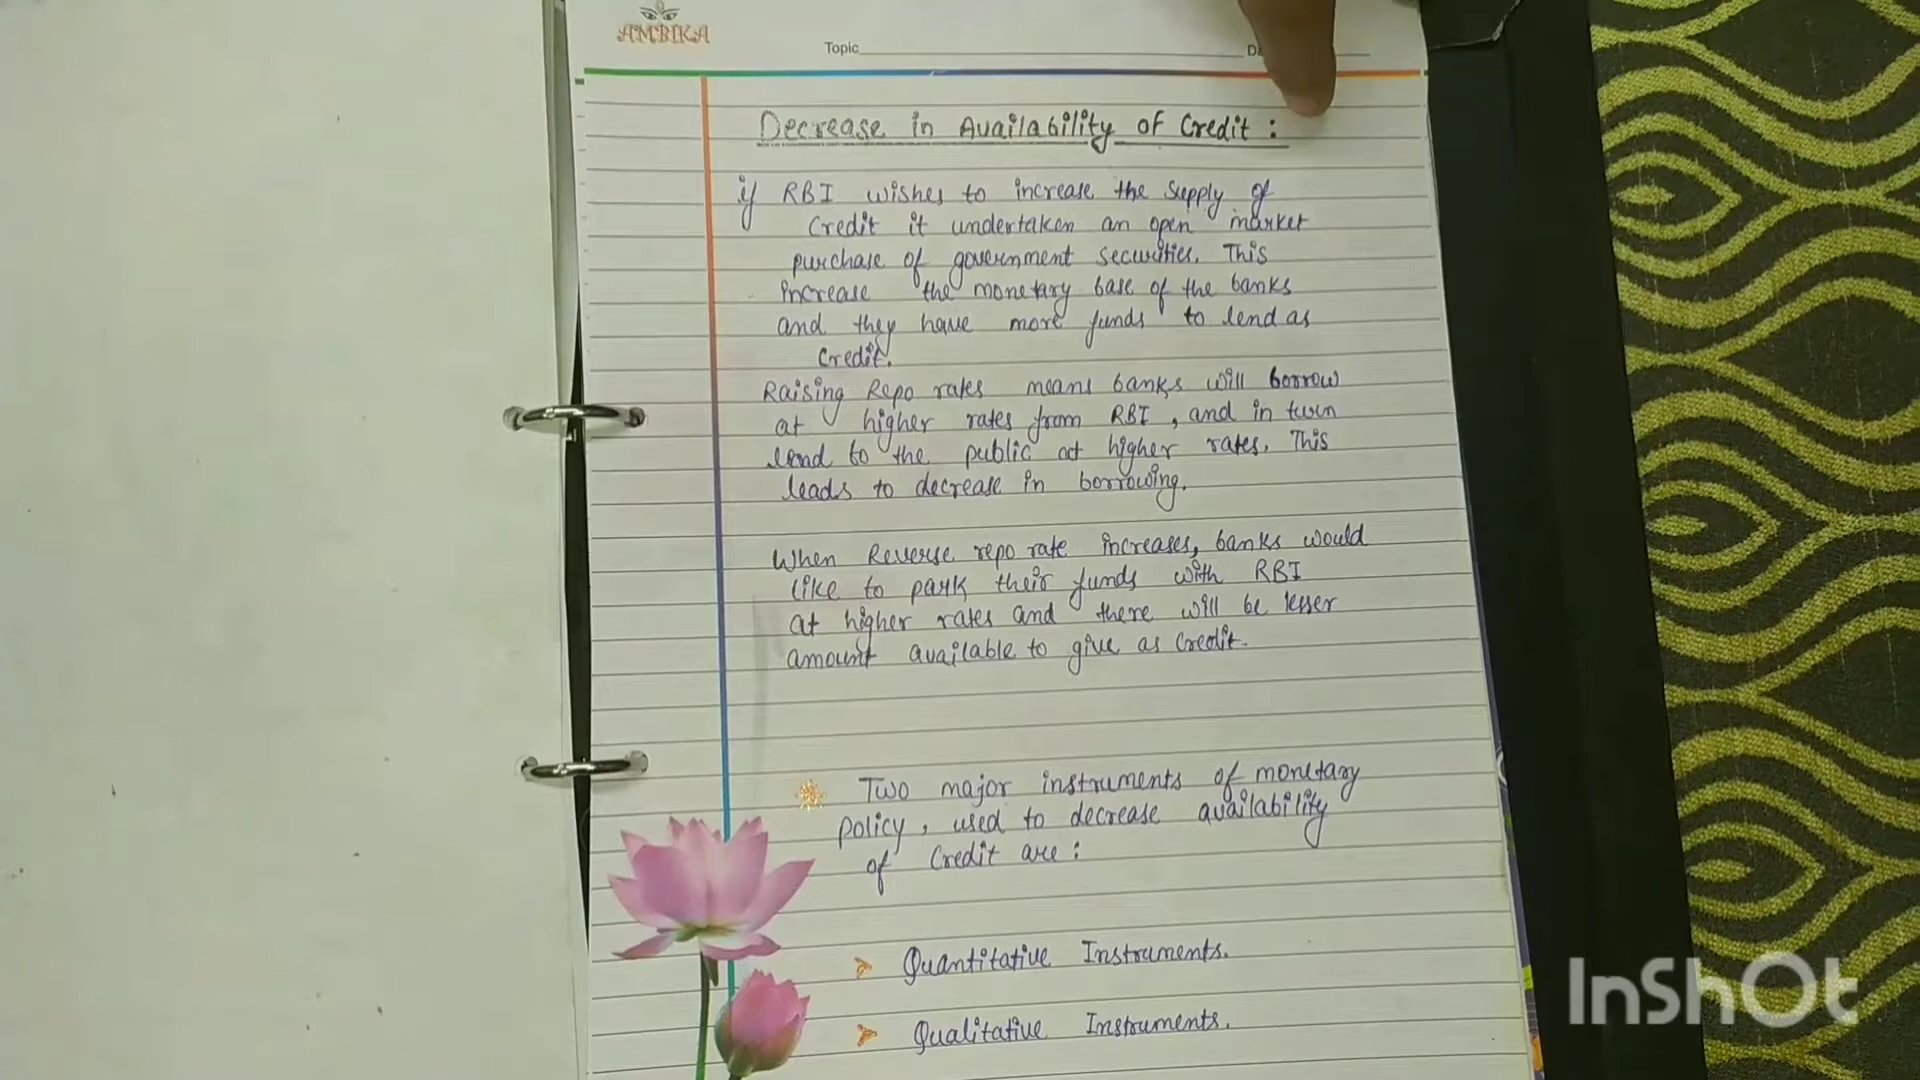 AMBIKA
Topic
Decrease in Availability of Credit :
if RBI wishes to increase the supply of
Credit it undertaken an open market
purchase of government securities. This
increase the monetary base of the banks
and they have more funds to lend as
Credit.
Raising Repo rates means banks will borrow
at higher rates from RBI, and in turn
lend to the public at higher rates. This
leads to decrease in borrowing.
When Reverse repo rate increases, banks would
like to park their funds with RBI
at higher rates and there will be lesser
amount available to give as credit.
Two major instruments of monetary
policy, used to decrease availability
of Credit are :
Quantitative Instruments.
Qualitative Instruments.
InShOt